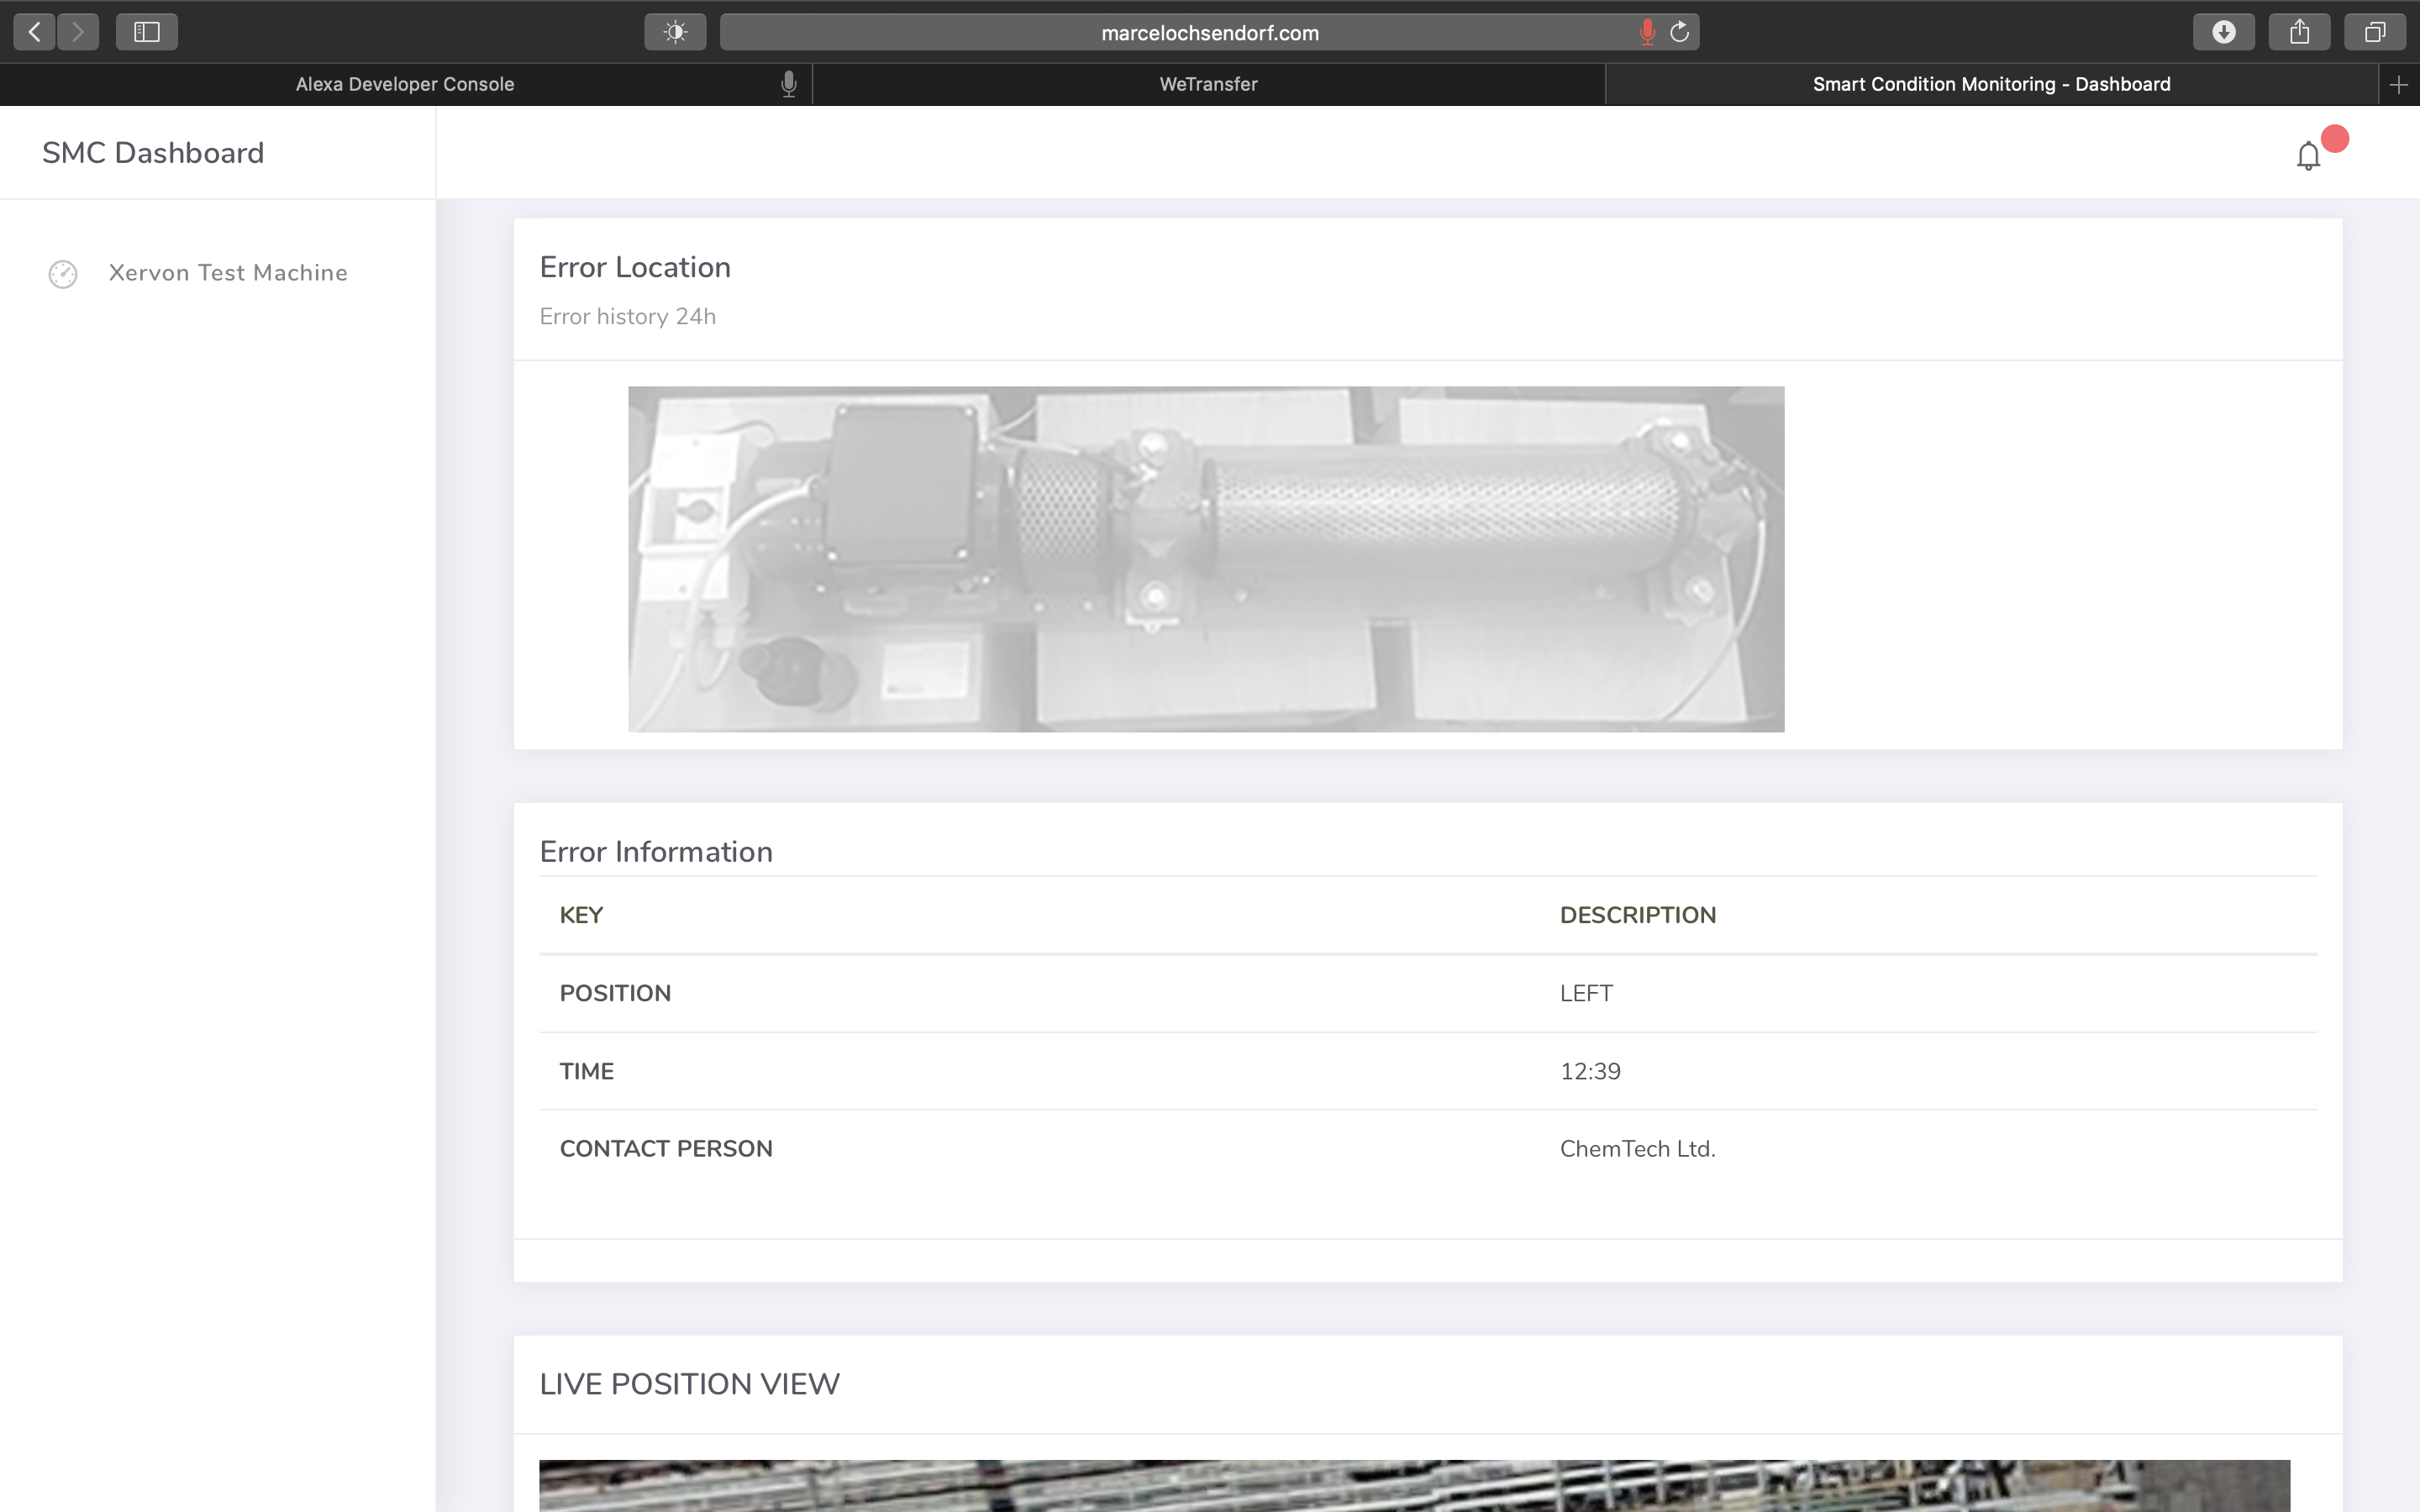 marcelochsendorf.com
Alexa Developer Console
WeTransfer
Smart Condition Monitoring - Dashboard
SMC Dashboard
Xervon Test Machine
Error Location
Error history 24h
Error Information
KEY DESCRIPTION
POSITION LEFT
TIME 12:39
CONTACT PERSON ChemTech Ltd.
LIVE POSITION VIEW